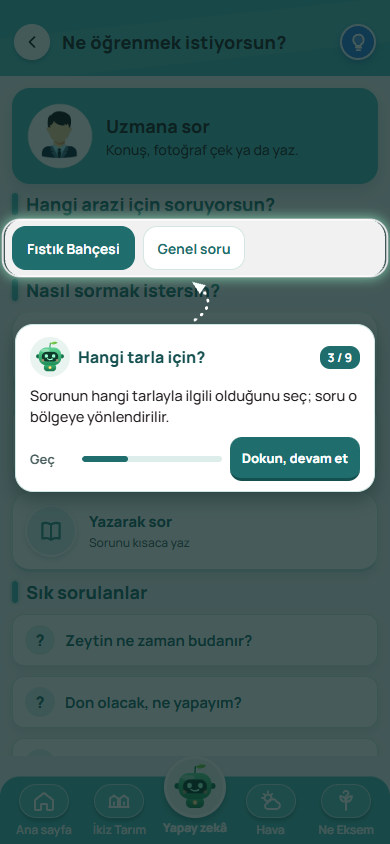 Ne öğrenmek istiyorsun?
Uzmana sor
Konuş, fotoğraf çek ya da yaz.
Hangi arazi için soruyorsun?
Fıstık Bahçesi
Genel soru
Nasıl sormak istersin?
Hangi tarla için?
3 / 9
Sorunun hangi tarlayla ilgili olduğunu seç; soru o
bölgeye yönlendirilir.
Geç
Dokun, devam et
Yazarak sor
Sorunu kısaca yaz
Sık sorulanlar
? Zeytin ne zaman budanır?
? Don olacak, ne yapayım?
Ana sayfa
İkiz Tarım
Yapay zekâ
Hava
Ne Eksem